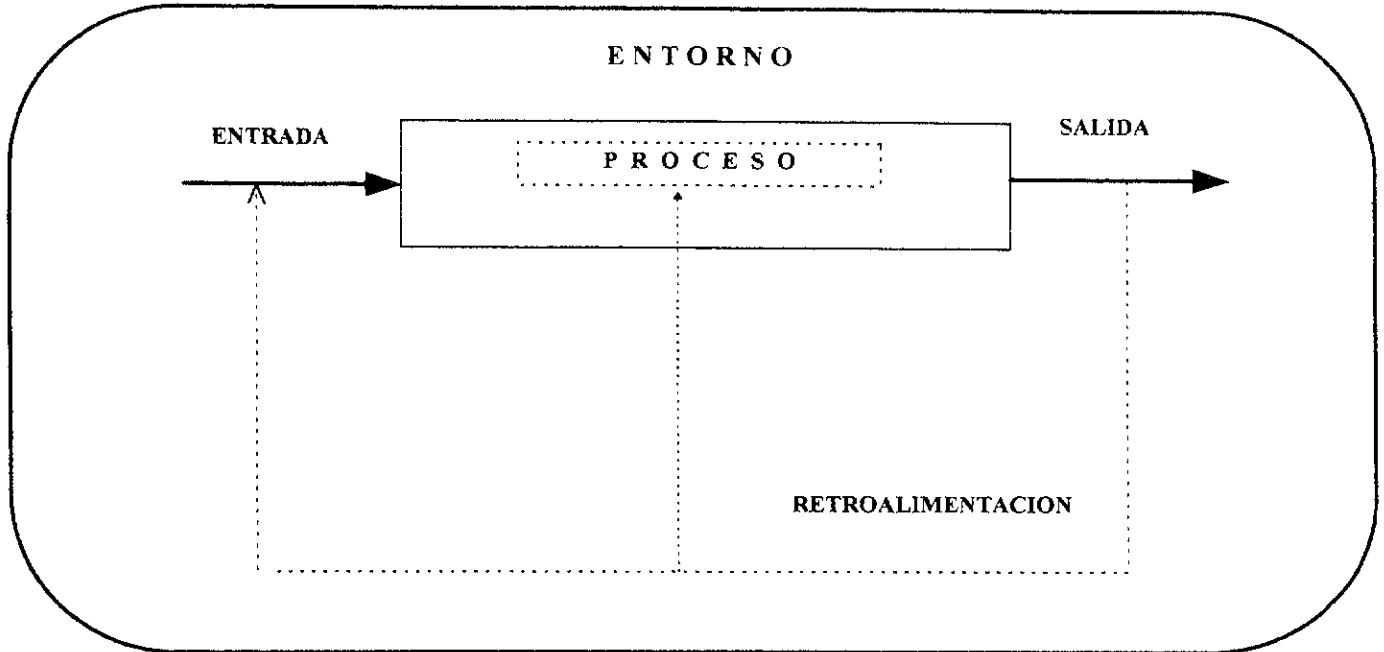 ENTORNO
ENTRADA
SALIDA
PROCESO
RETROALIMENTACION